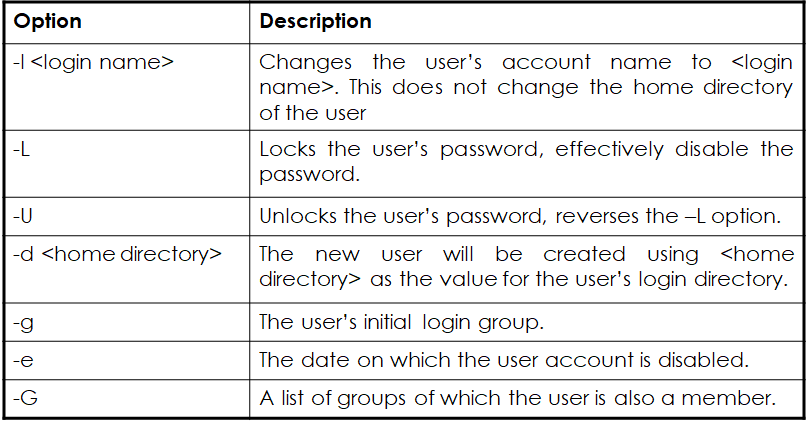 Option Description
-l <login name> Changes the user’s account name to <login
name>. This does not change the home directory
of the user
-L Locks the user’s password, effectively disable the
password.
-U Unlocks the user’s password, reverses the –L option.
-d <home directory> The new user will be created using <home
directory> as the value for the user’s login directory.
-g The user’s initial login group.
-e The date on which the user account is disabled.
-G A list of groups of which the user is also a member.